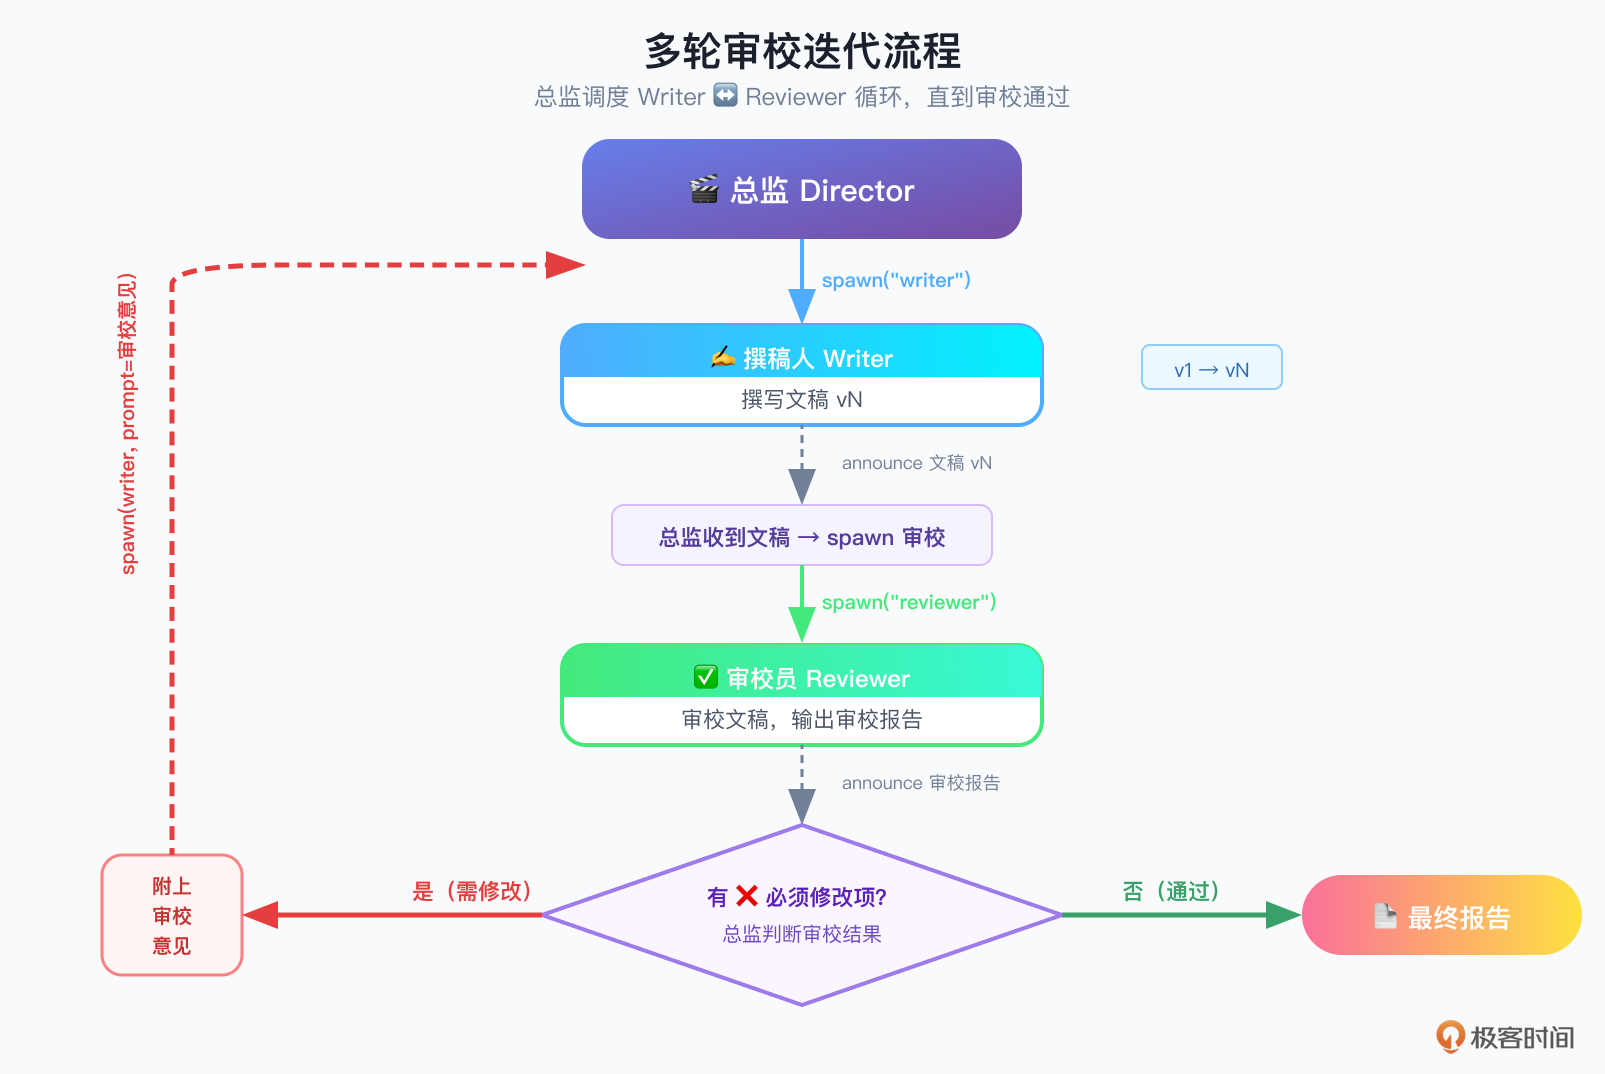 多轮审校迭代流程
总监调度 Writer ↔️ Reviewer 循环，直到审校通过
🎬 总监 Director
spawn("writer")
✍️ 撰稿人 Writer
撰写文稿 vN
v1 → vN
announce 文稿 vN
总监收到文稿 → spawn 审校
spawn("reviewer")
✅ 审校员 Reviewer
审校文稿，输出审校报告
announce 审校报告
有 ❌ 必须修改项?
总监判断审校结果
是（需修改）
否（通过）
附上
审校
意见
spawn(writer, prompt=审校意见)
📄 最终报告
极客时间